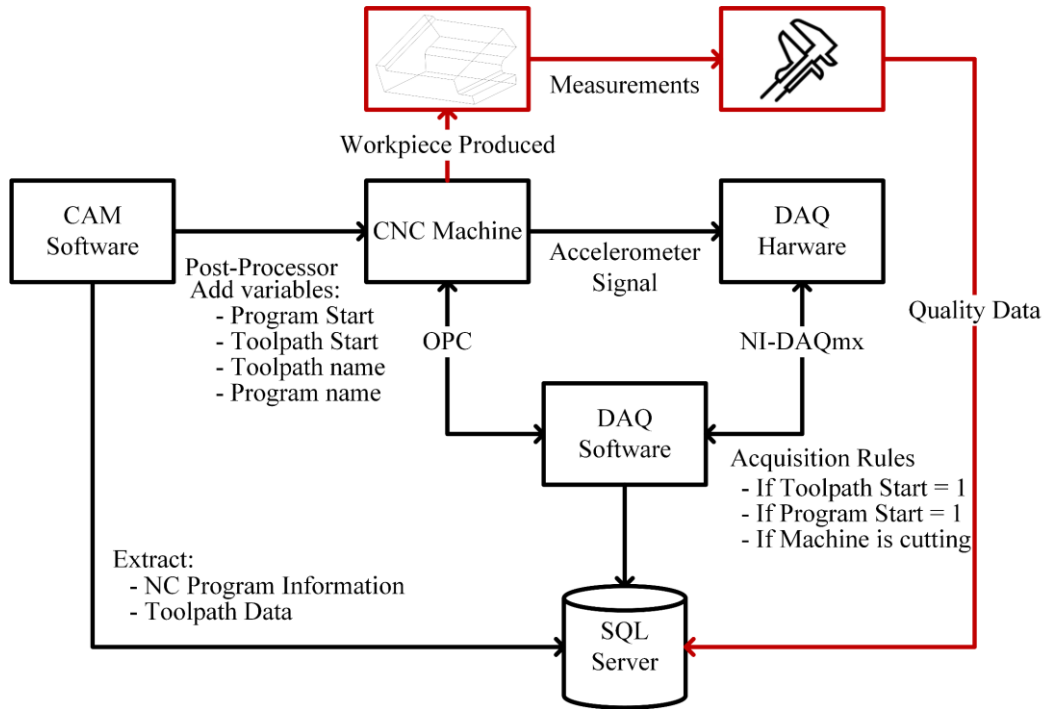 Measurements
Workpiece Produced
CAM
Software
CNC Machine
DAQ
Harware
Post-Processor
Add variables:
- Program Start
- Toolpath Start
- Toolpath name
- Program name
Accelerometer
Signal
Quality Data
OPC
NI-DAQmx
DAQ
Software
Acquisition Rules
- If Toolpath Start = 1
- If Program Start = 1
- If Machine is cutting
Extract:
- NC Program Information
- Toolpath Data
SQL
Server